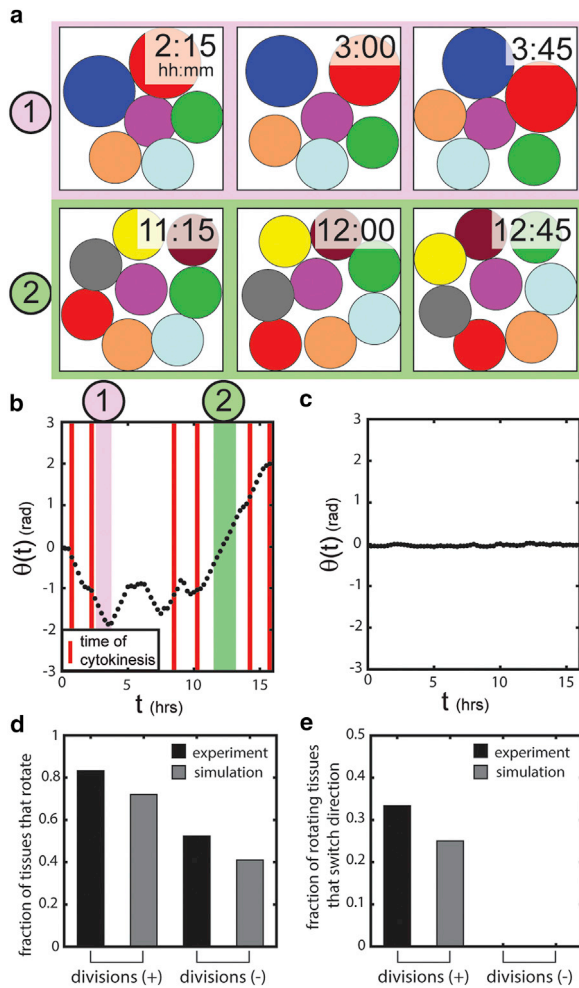 a
1
2:15
hh:mm
3:00
3:45
2
11:15
12:00
12:45
b
1
2
c
3
2
1
0
-1
-2
-3
θ(t) (rad)
time of
cytokinesis
0
5
10
15
t (hrs)
3
2
1
0
-1
-2
-3
θ(t) (rad)
0
5
10
15
t (hrs)
d
1
0.8
0.6
0.4
0.2
0
fraction of tissues that rotate
experiment
simulation
divisions (+)
divisions (-)
e
0.5
0.4
0.3
0.2
0.1
0
fraction of rotating tissues
that switch direction
experiment
simulation
divisions (+)
divisions (-)